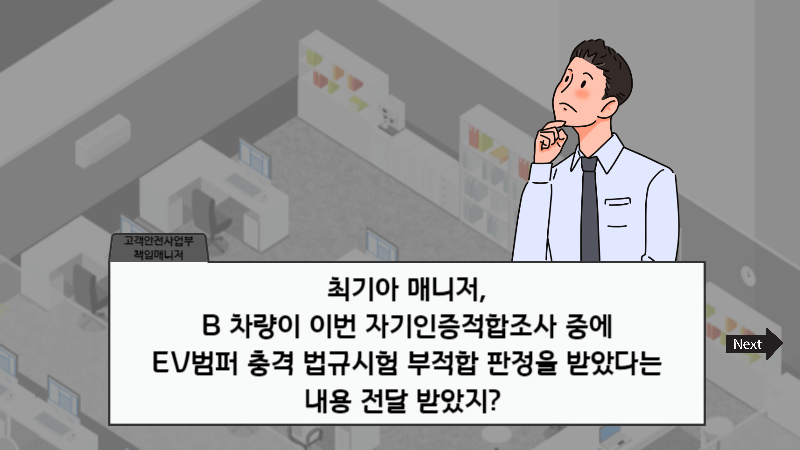 고객안전사업부
책임매니저
최기아 매니저,
B 차량이 이번 자기인증적합조사 중에
EV범퍼 충격 법규시험 부적합 판정을 받았다는
내용 전달 받았지?
Next